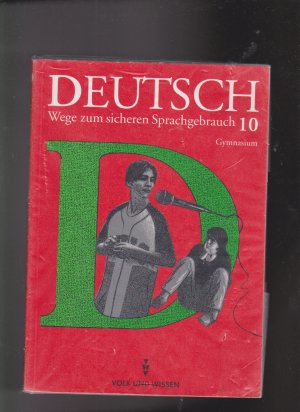 DEUTSCH
Wege zum sicheren Sprachgebrauch 10
Gymnasium
VOLK UND WISSEN